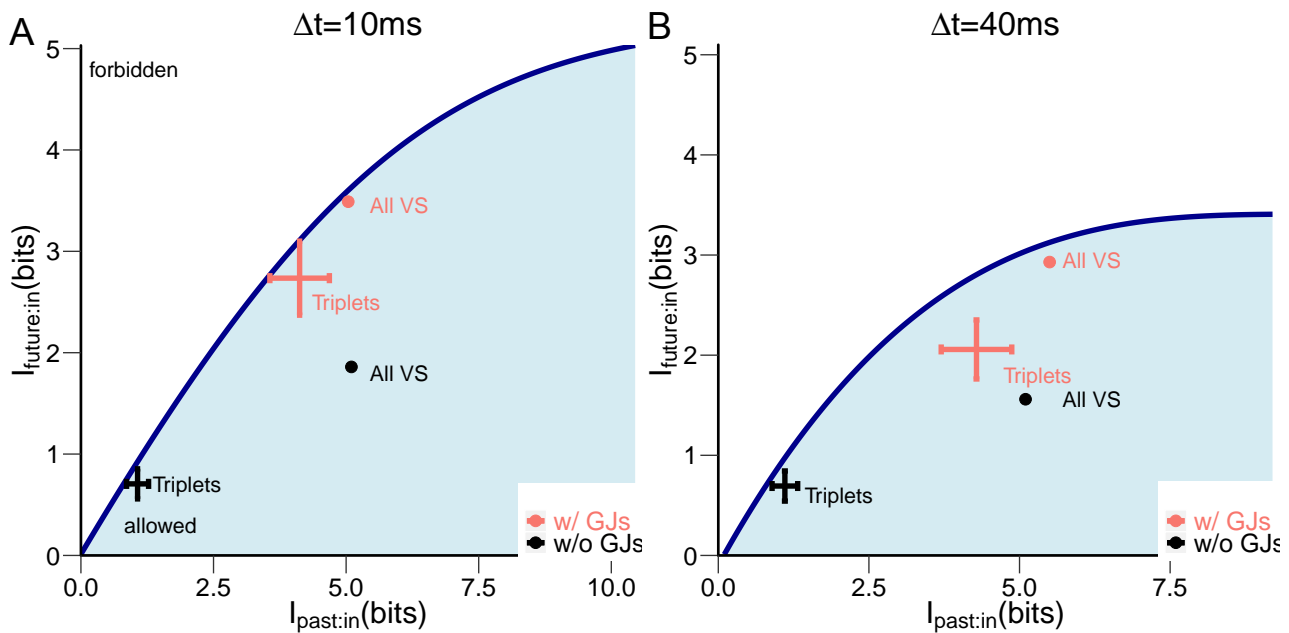 A
Δt=10ms
forbidden
5
4
3
2
1
0
I_future:in(bits)
All VS
Triplets
All VS
Triplets
allowed
w/ GJs
w/o GJs
0.0 2.5 5.0 7.5 10.0
I_past:in(bits)
B
Δt=40ms
5
4
3
2
1
0
I_future:in(bits)
All VS
Triplets
All VS
Triplets
w/ GJs
w/o GJs
0.0 2.5 5.0 7.5
I_past:in(bits)